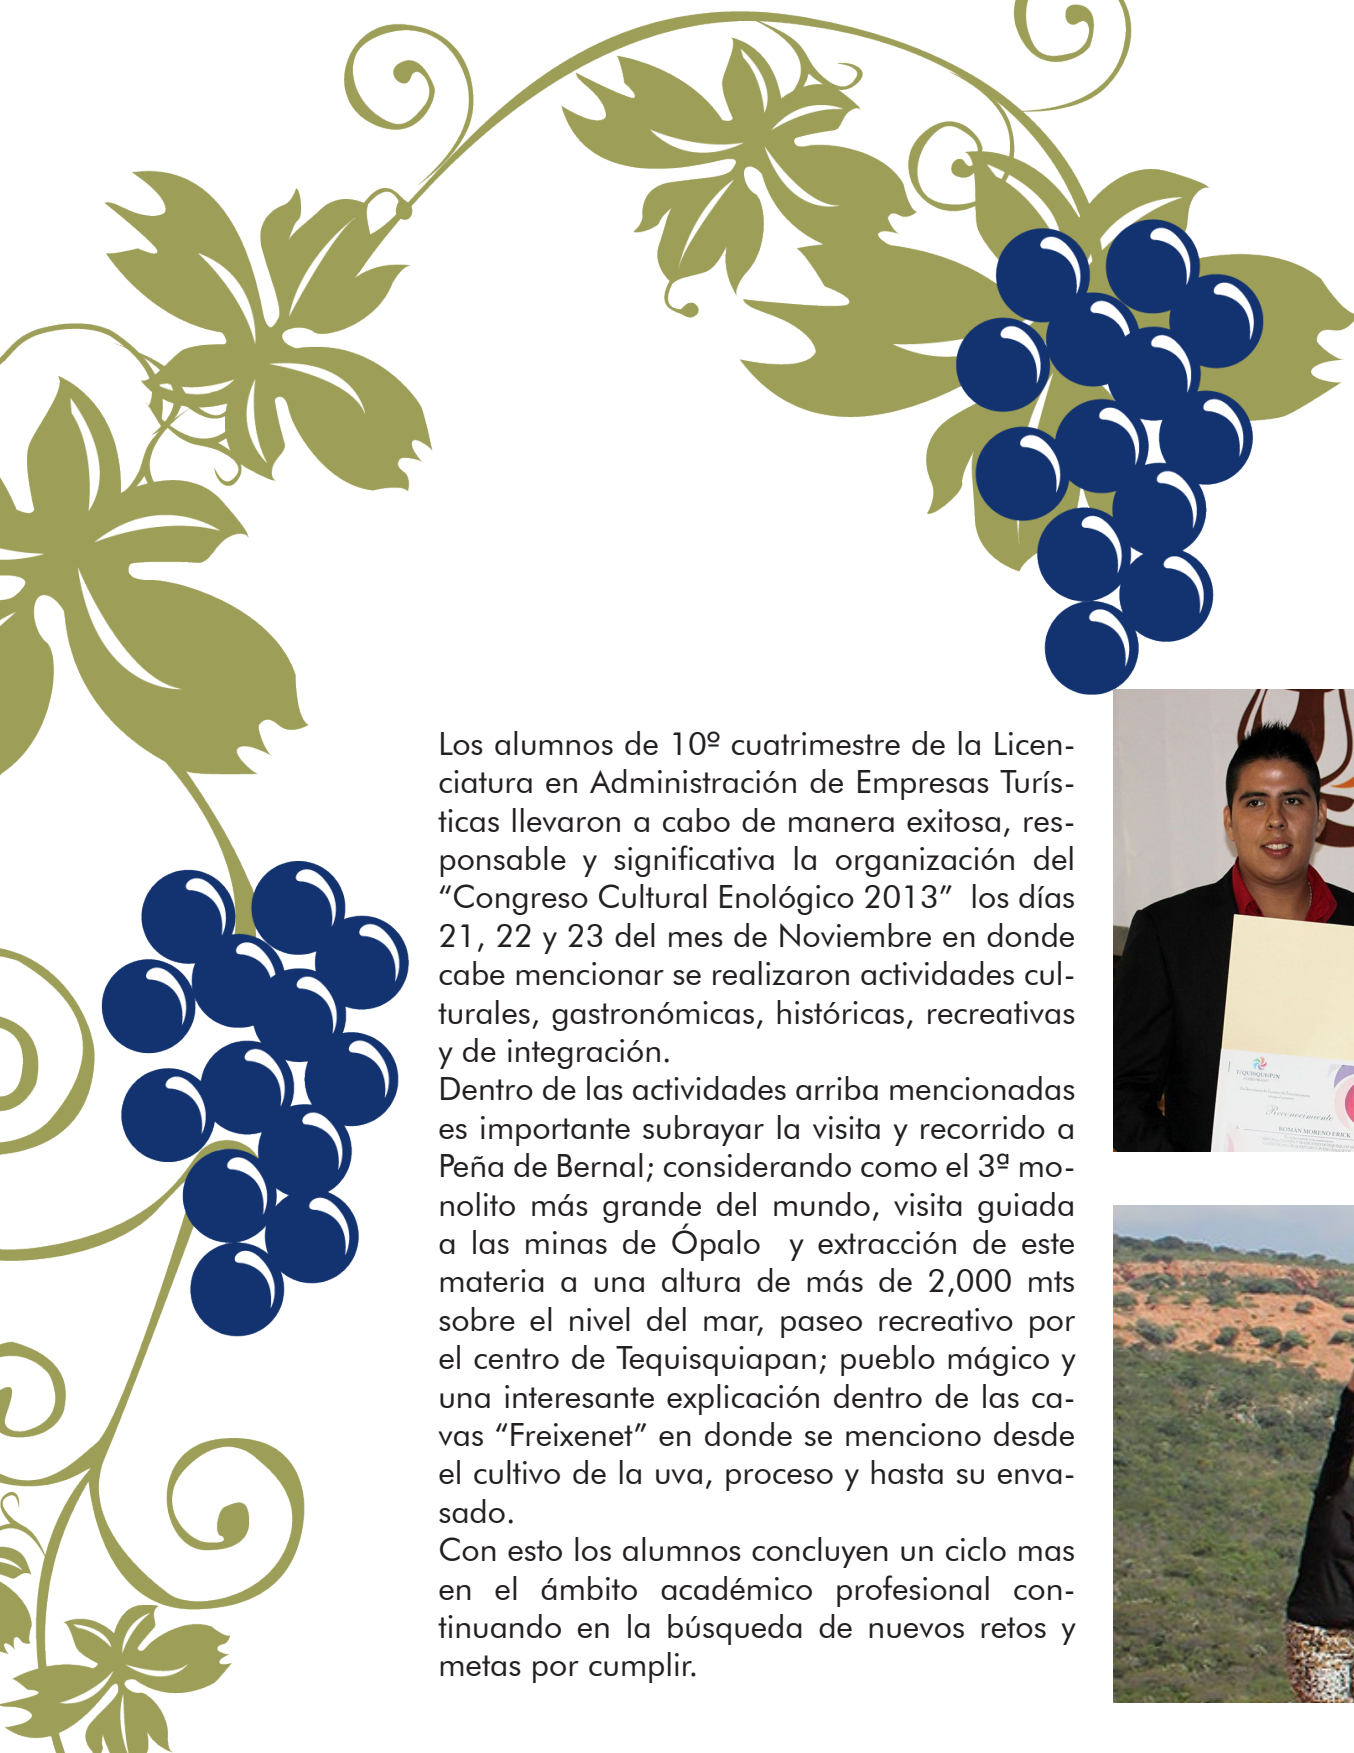 Los alumnos de 10º cuatrimestre de la Licen-
ciatura en Administración de Empresas Turís-
ticas llevaron a cabo de manera exitosa, res-
ponsable y significativa la organización del
“Congreso Cultural Enológico 2013”  los días
21, 22 y 23 del mes de Noviembre en donde
cabe mencionar se realizaron actividades cul-
turales, gastronómicas, históricas, recreativas
y de integración.
Dentro de las actividades arriba mencionadas
es importante subrayar la visita y recorrido a
Peña de Bernal; considerando como el 3ª mo-
nolito más grande del mundo, visita guiada
a las minas de Ópalo  y extracción de este
materia a una altura de más de 2,000 mts
sobre el nivel del mar, paseo recreativo por
el centro de Tequisquiapan; pueblo mágico y
una interesante explicación dentro de las ca-
vas “Freixenet” en donde se menciono desde
el cultivo de la uva, proceso y hasta su enva-
sado.
Con esto los alumnos concluyen un ciclo mas
en el ámbito académico profesional con-
tinuando en la búsqueda de nuevos retos y
metas por cumplir.
TEQUISQUIAPAN
Reconocimiento
ROMÁN MORENO ERICK